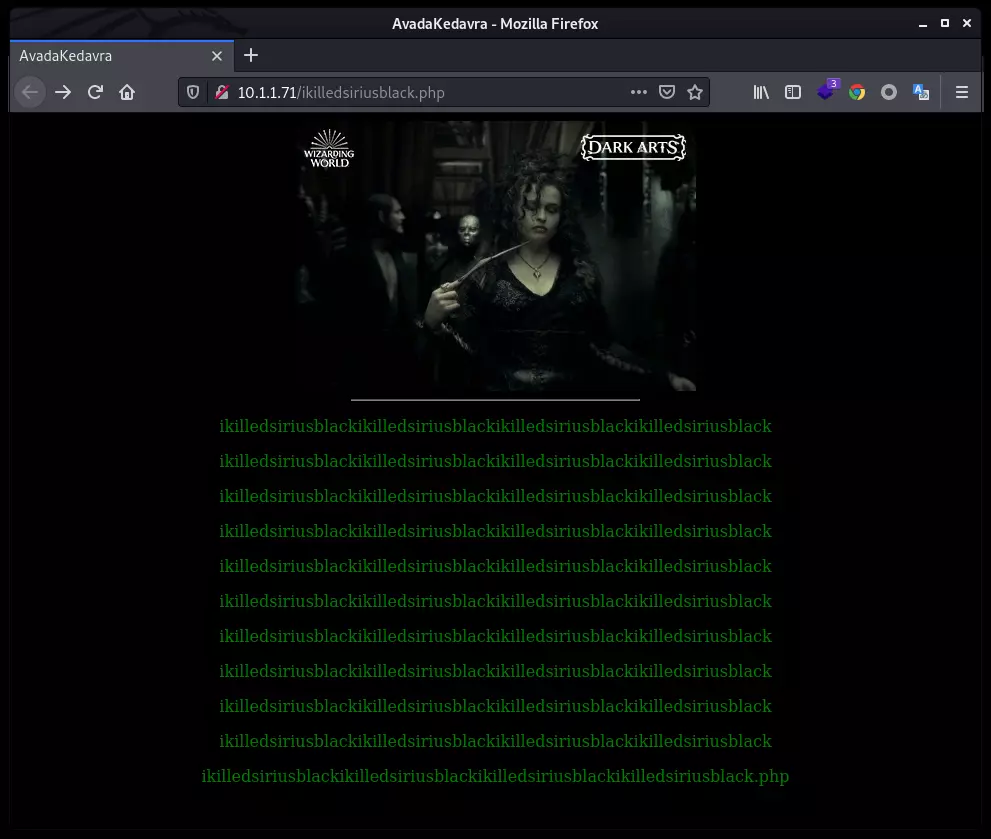 AvadaKedavra - Mozilla Firefox
AvadaKedavra
10.1.1.71/ikilledsiriusblack.php
3
WIZARDING WORLD
DARK ARTS
ikilledsiriusblackikilledsiriusblackikilledsiriusblackikilledsiriusblack
ikilledsiriusblackikilledsiriusblackikilledsiriusblackikilledsiriusblack
ikilledsiriusblackikilledsiriusblackikilledsiriusblackikilledsiriusblack
ikilledsiriusblackikilledsiriusblackikilledsiriusblackikilledsiriusblack
ikilledsiriusblackikilledsiriusblackikilledsiriusblackikilledsiriusblack
ikilledsiriusblackikilledsiriusblackikilledsiriusblackikilledsiriusblack
ikilledsiriusblackikilledsiriusblackikilledsiriusblackikilledsiriusblack
ikilledsiriusblackikilledsiriusblackikilledsiriusblackikilledsiriusblack
ikilledsiriusblackikilledsiriusblackikilledsiriusblackikilledsiriusblack
ikilledsiriusblackikilledsiriusblackikilledsiriusblackikilledsiriusblack
ikilledsiriusblackikilledsiriusblackikilledsiriusblackikilledsiriusblack.php